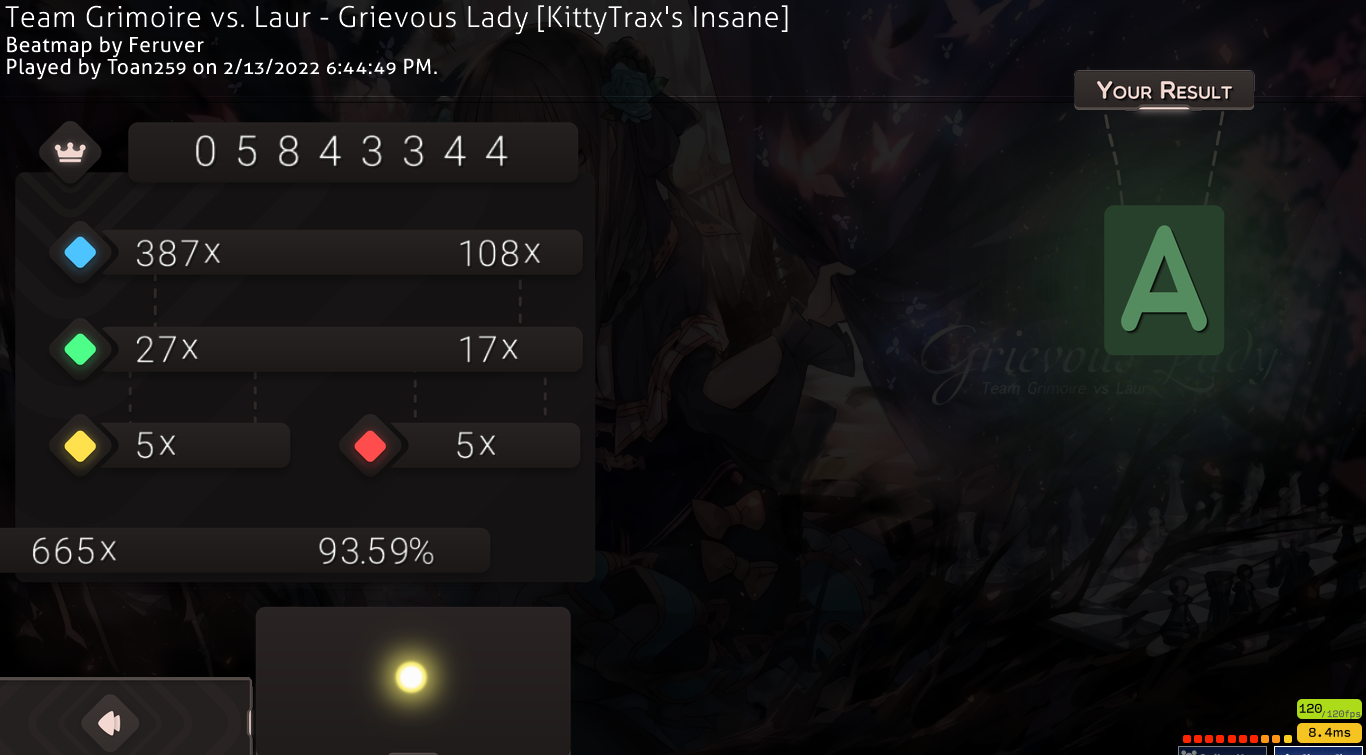 Team Grimoire vs. Laur - Grievous Lady [KittyTrax's Insane]
Beatmap by Feruver
Played by Toan259 on 2/13/2022 6:44:49 PM.
YOUR RESULT
05843344
387x 108x
27x 17x
A
Grievous Lady
Team Grimoire vs Laur
5x 5x
665x 93.59%
120/120fps
8.4ms